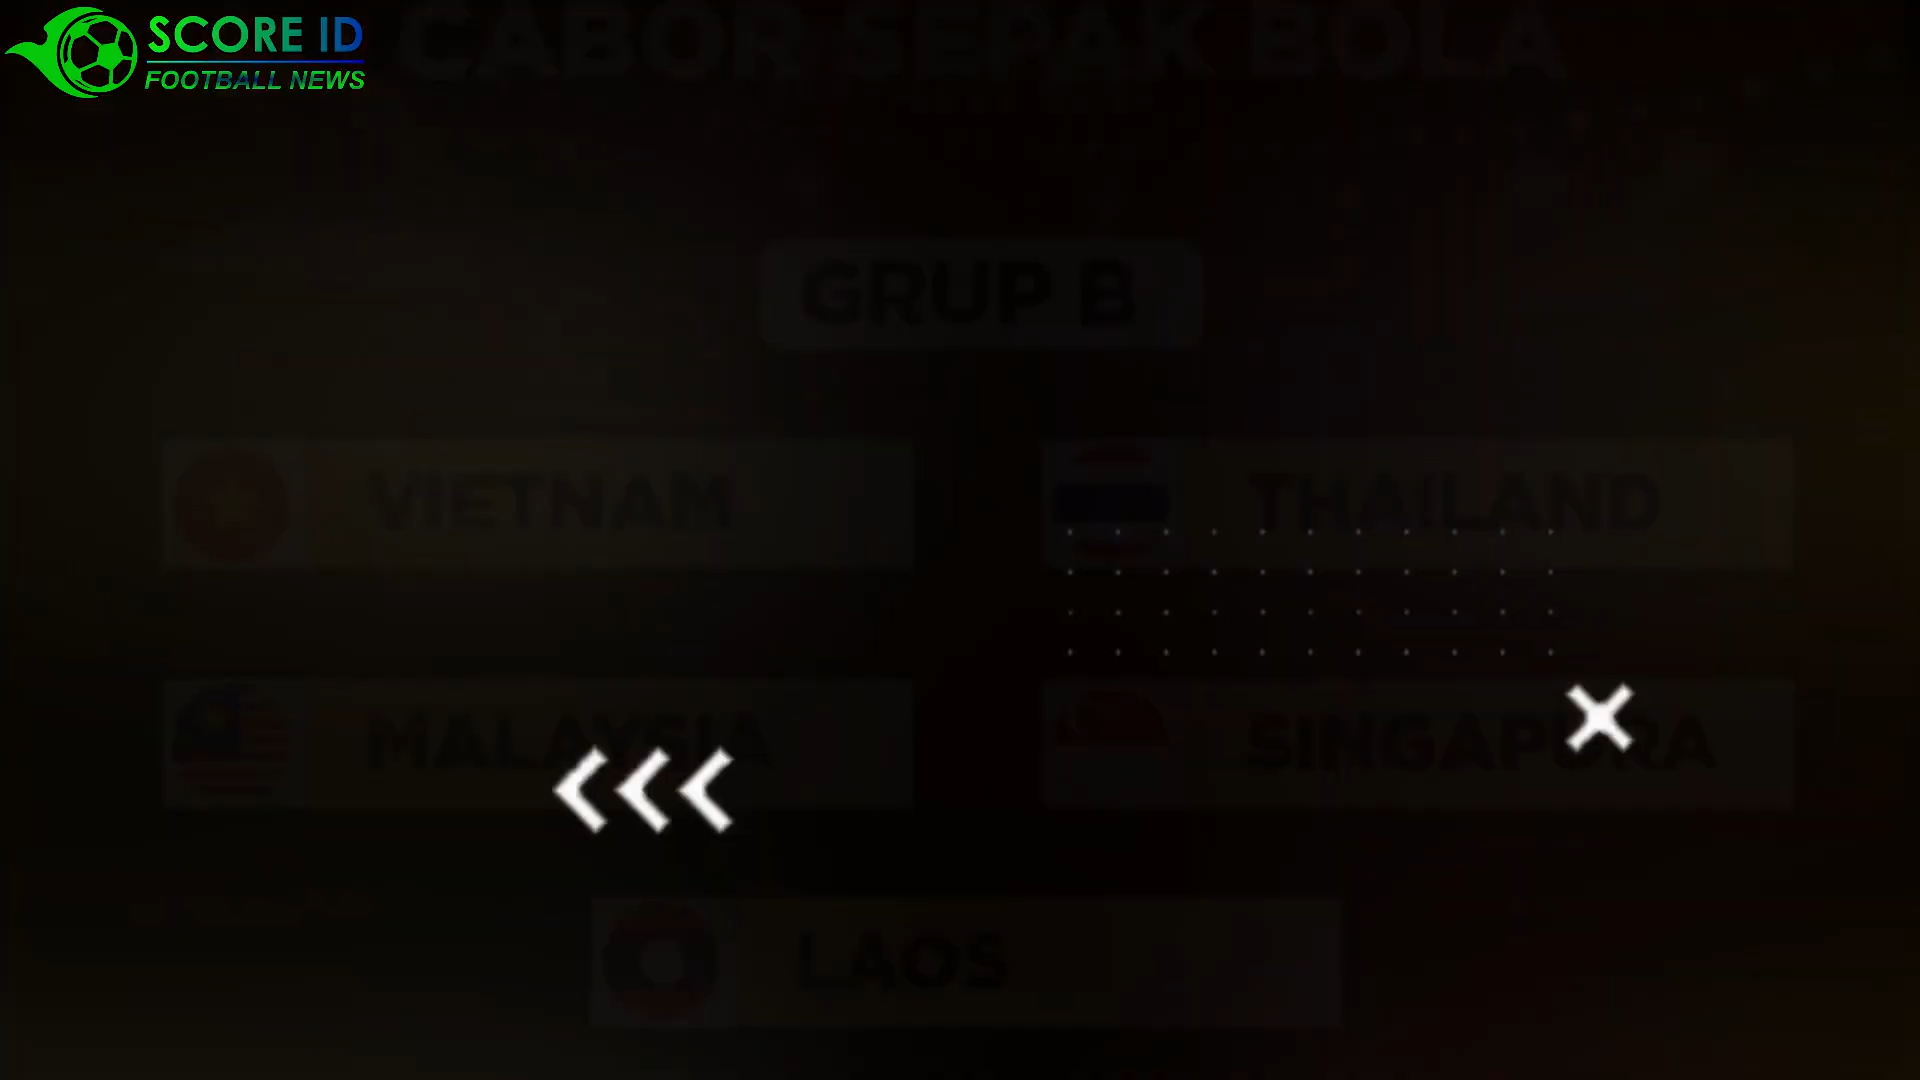 SCORE ID
FOOTBALL NEWS
CABOR SEPAK BOLA
GRUP B
VIETNAM
THAILAND
MALAYSIA
SINGAPURA
LAOS